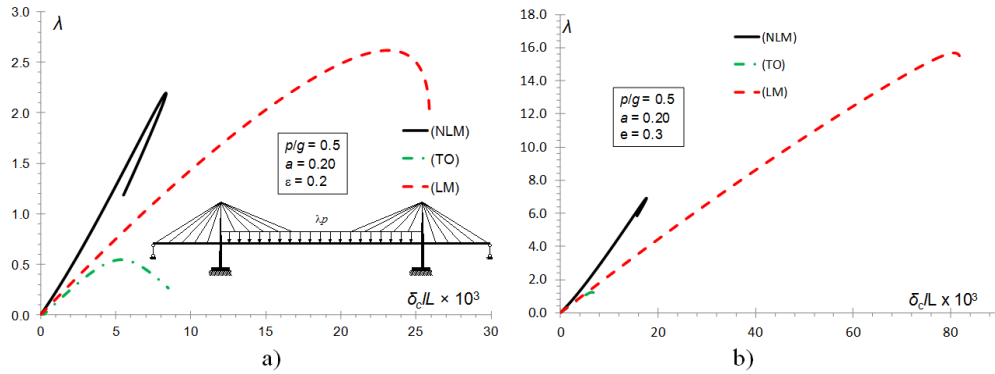 3.0
λ
2.5
2.0
1.5
1.0
0.5
0.0
0 5 10 15 20 25 30
p/g = 0.5
a = 0.20
ε = 0.2
(NLM)
(TO)
(LM)
λp
δc/L × 10³
a)
18.0
λ
16.0
14.0
12.0
10.0
8.0
6.0
4.0
2.0
0.0
0 20 40 60 80
(NLM)
(TO)
(LM)
p/g = 0.5
a = 0.20
e = 0.3
δc/L x 10³
b)